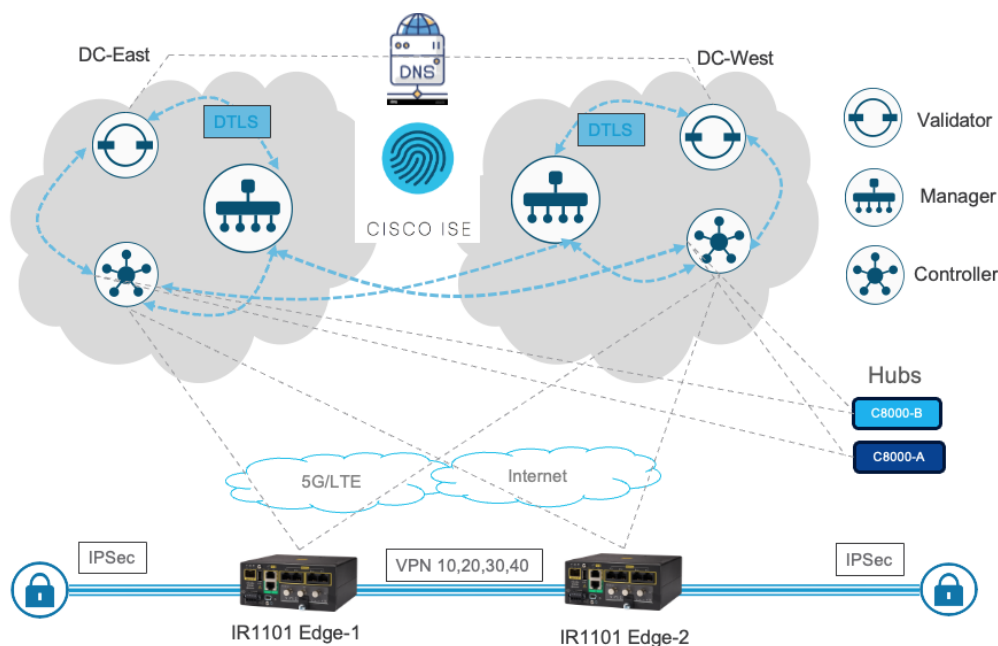 DC-East
DNS
DC-West
DTLS
DTLS
CISCO ISE
Validator
Manager
Controller
Hubs
C8000-B
C8000-A
5G/LTE
Internet
IPSec
VPN 10,20,30,40
IPSec
IR1101 Edge-1
IR1101 Edge-2